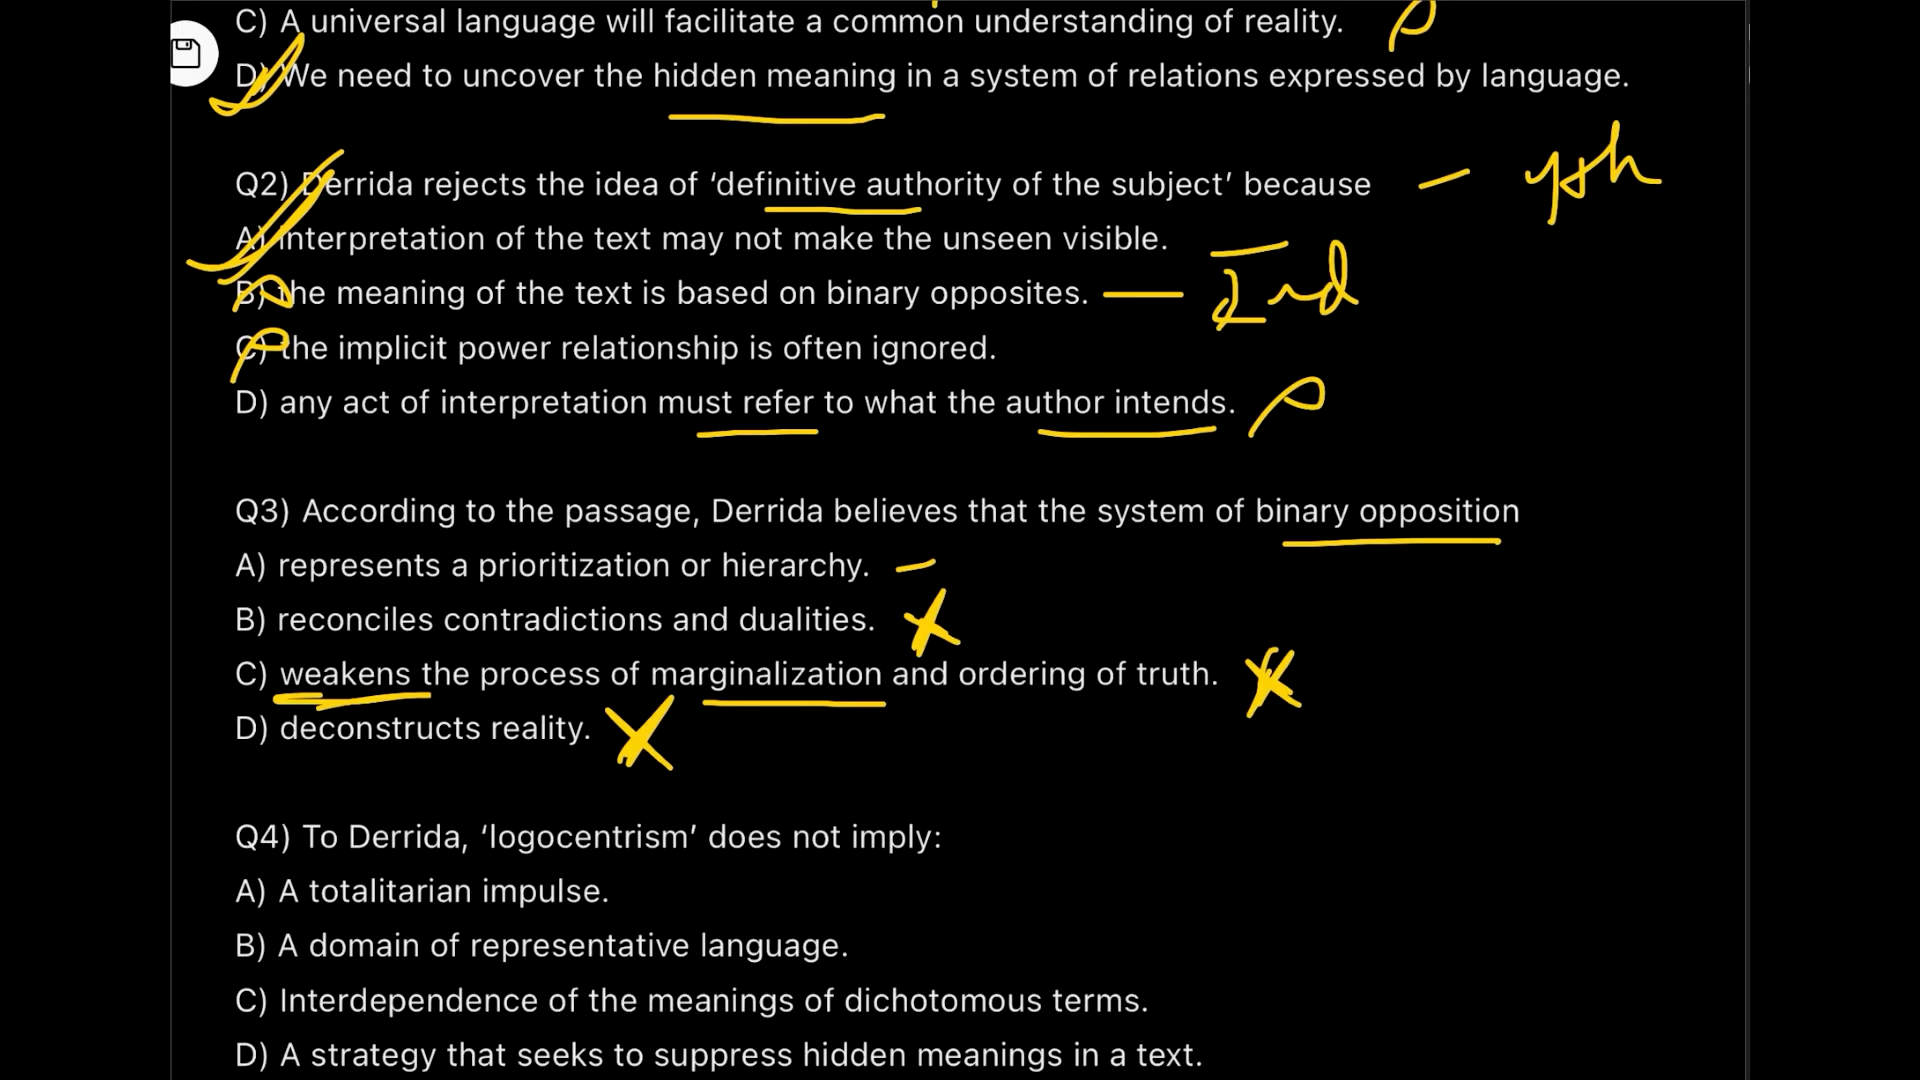 C) A universal language will facilitate a common understanding of reality.
D) We need to uncover the hidden meaning in a system of relations expressed by language.
Q2) Derrida rejects the idea of ‘definitive authority of the subject’ because
A) interpretation of the text may not make the unseen visible.
B) the meaning of the text is based on binary opposites. — 2nd
C) the implicit power relationship is often ignored.
D) any act of interpretation must refer to what the author intends.
Q3) According to the passage, Derrida believes that the system of binary opposition
A) represents a prioritization or hierarchy.
B) reconciles contradictions and dualities.
C) weakens the process of marginalization and ordering of truth.
D) deconstructs reality.
Q4) To Derrida, ‘logocentrism’ does not imply:
A) A totalitarian impulse.
B) A domain of representative language.
C) Interdependence of the meanings of dichotomous terms.
D) A strategy that seeks to suppress hidden meanings in a text.